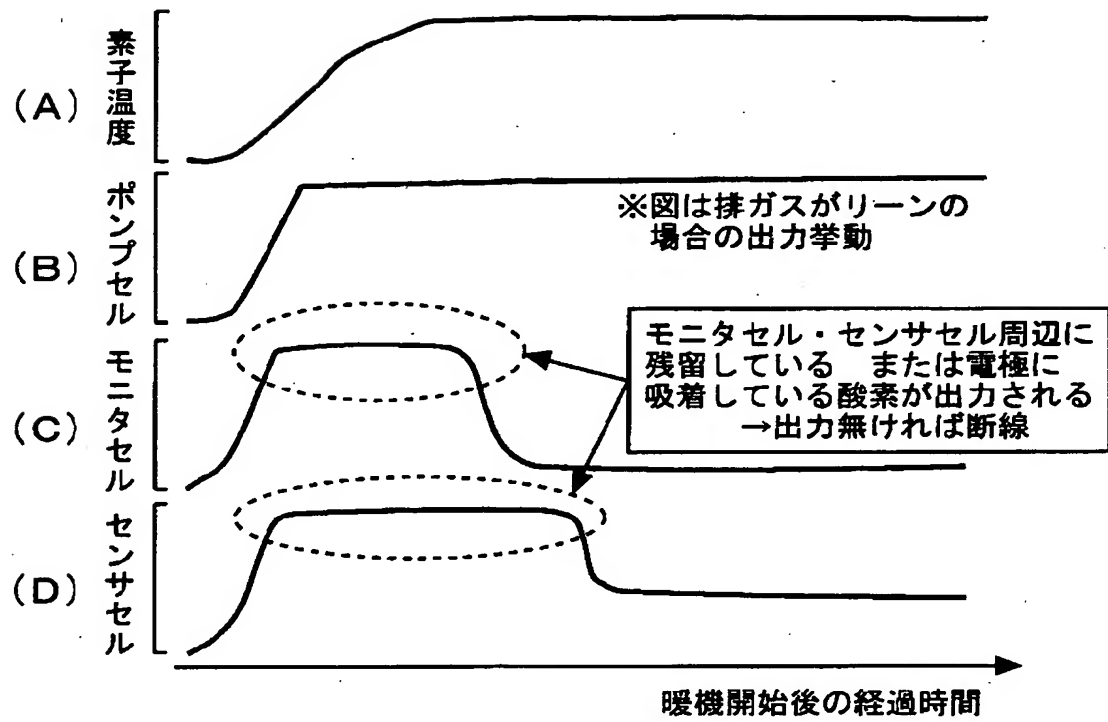 (A)
素子温度
(B)
ポンプセル
※図は排ガスがリーンの
場合の出力挙動
(C)
モニタセル
モニタセル・センサセル周辺に
残留している　または電極に
吸着している酸素が出力される
→出力無ければ断線
(D)
センサセル
暖機開始後の経過時間